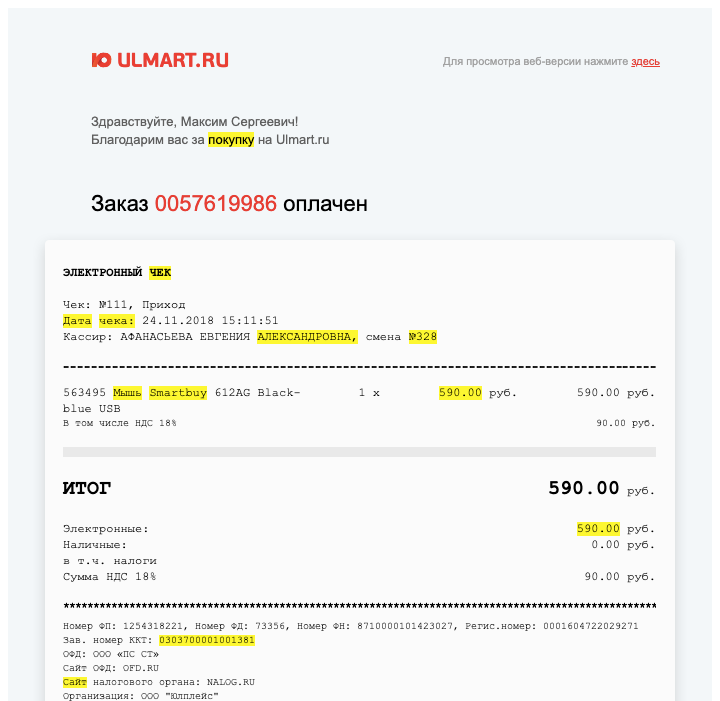 ULMART.RU
Для просмотра веб-версии нажмите здесь
Здравствуйте, Максим Сергеевич!
Благодарим вас за покупку на Ulmart.ru
Заказ 0057619986 оплачен
ЭЛЕКТРОННЫЙ ЧЕК
Чек: №111, Приход
Дата чека: 24.11.2018 15:11:51
Кассир: АФАНАСЬЕВА ЕВГЕНИЯ АЛЕКСАНДРОВНА, смена №328
563495 Мышь Smartbuy 612AG Black- 1 x 590.00 руб. 590.00 руб.
blue USB
В том числе НДС 18% 90.00 руб.
ИТОГ 590.00 руб.
Электронные: 590.00 руб.
Наличные: 0.00 руб.
в т.ч. налоги
Сумма НДС 18% 90.00 руб.
Номер ФП: 1254318221, Номер ФД: 73356, Номер ФН: 8710000101423027, Регис.номер: 0001604722029271
Зав. номер ККТ: 0303700001001381
ОФД: ООО «ПС СТ»
Сайт ОФД: OFD.RU
Сайт налогового органа: NALOG.RU
Организация: ООО "Юлплейс"